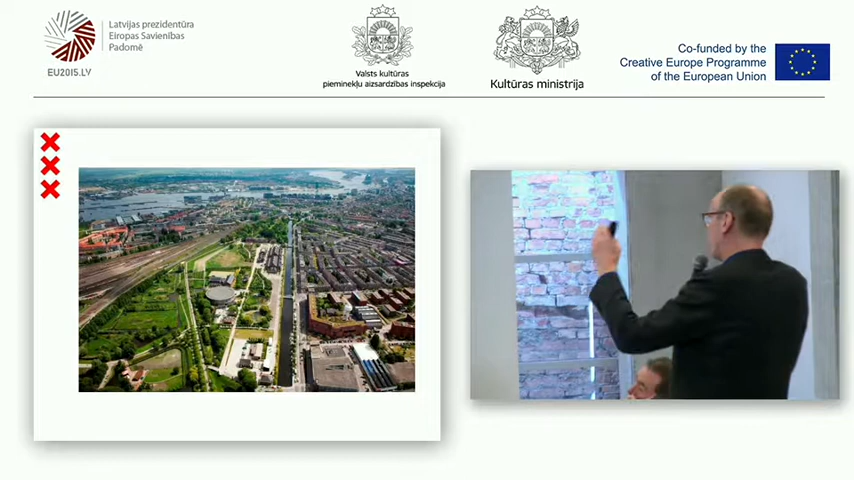 Latvijas prezidentūra
Eiropas Savienības
Padomē
EU2015.LV
Valsts kultūras
pieminekļu aizsardzības inspekcija
Kultūras ministrija
Co-funded by the
Creative Europe Programme
of the European Union